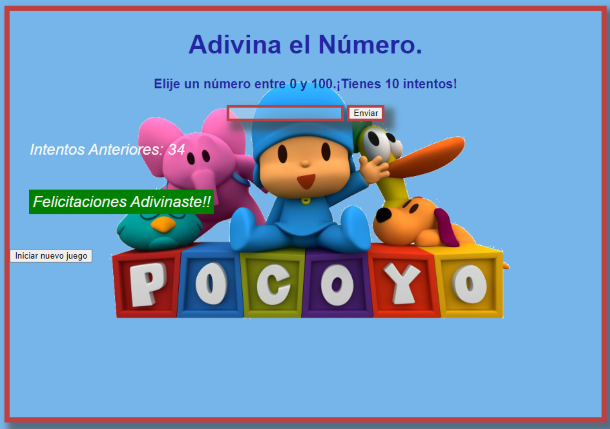 Adivina el Número.
Elije un número entre 0 y 100.¡Tienes 10 intentos!
Enviar
Intentos Anteriores: 34
Felicitaciones Adivinaste!!
Iniciar nuevo juego
POCOYO